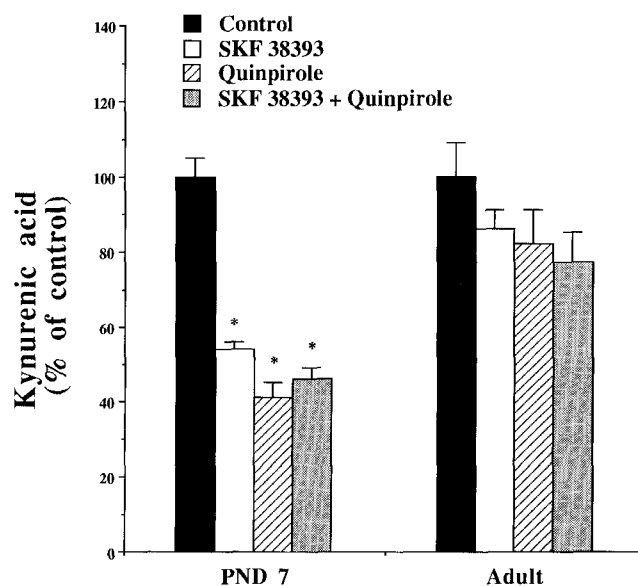 Control
SKF 38393
Quinpirole
SKF 38393 + Quinpirole
Kynurenic acid
(% of control)
140
120
100
80
60
40
20
0
*
*
*
PND 7
Adult